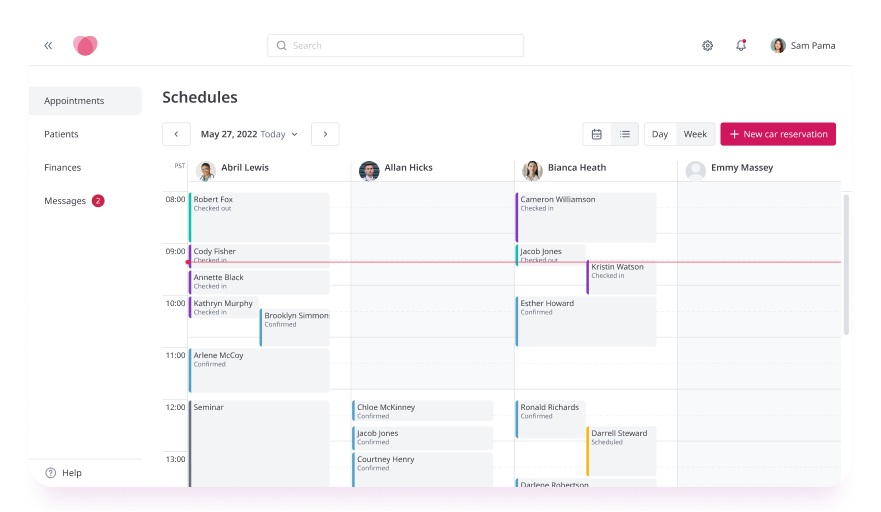 Search
Sam Pama
Appointments
Patients
Finances
Messages 2
Help
Schedules
May 27, 2022 Today
Day
Week
New car reservation
PST
Abril Lewis
Allan Hicks
Bianca Heath
Emmy Massey
08:00
Robert Fox
Checked out
Cameron Williamson
Checked in
09:00
Cody Fisher
Checked in
Jacob Jones
Checked out
Kristin Watson
Checked in
Annette Black
Checked in
10:00
Kathryn Murphy
Checked in
Brooklyn Simmons
Confirmed
Esther Howard
Confirmed
11:00
Arlene McCoy
Confirmed
12:00
Seminar
Chloe McKinney
Confirmed
Ronald Richards
Confirmed
Jacob Jones
Confirmed
Darrell Steward
Scheduled
13:00
Courtney Henry
Confirmed
Darlene Robertson